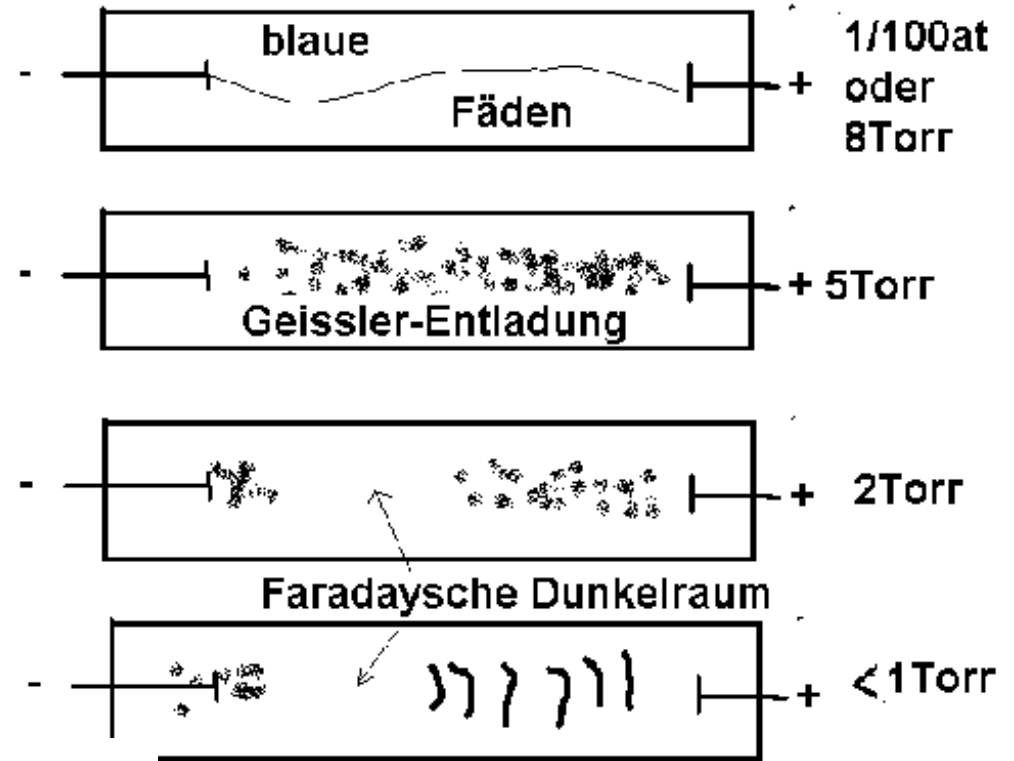 blaue
Fäden
- + 1/100at
oder
8Torr
- + 5Torr
Geissler-Entladung
- + 2Torr
Faradaysche Dunkelraum
- + <1Torr